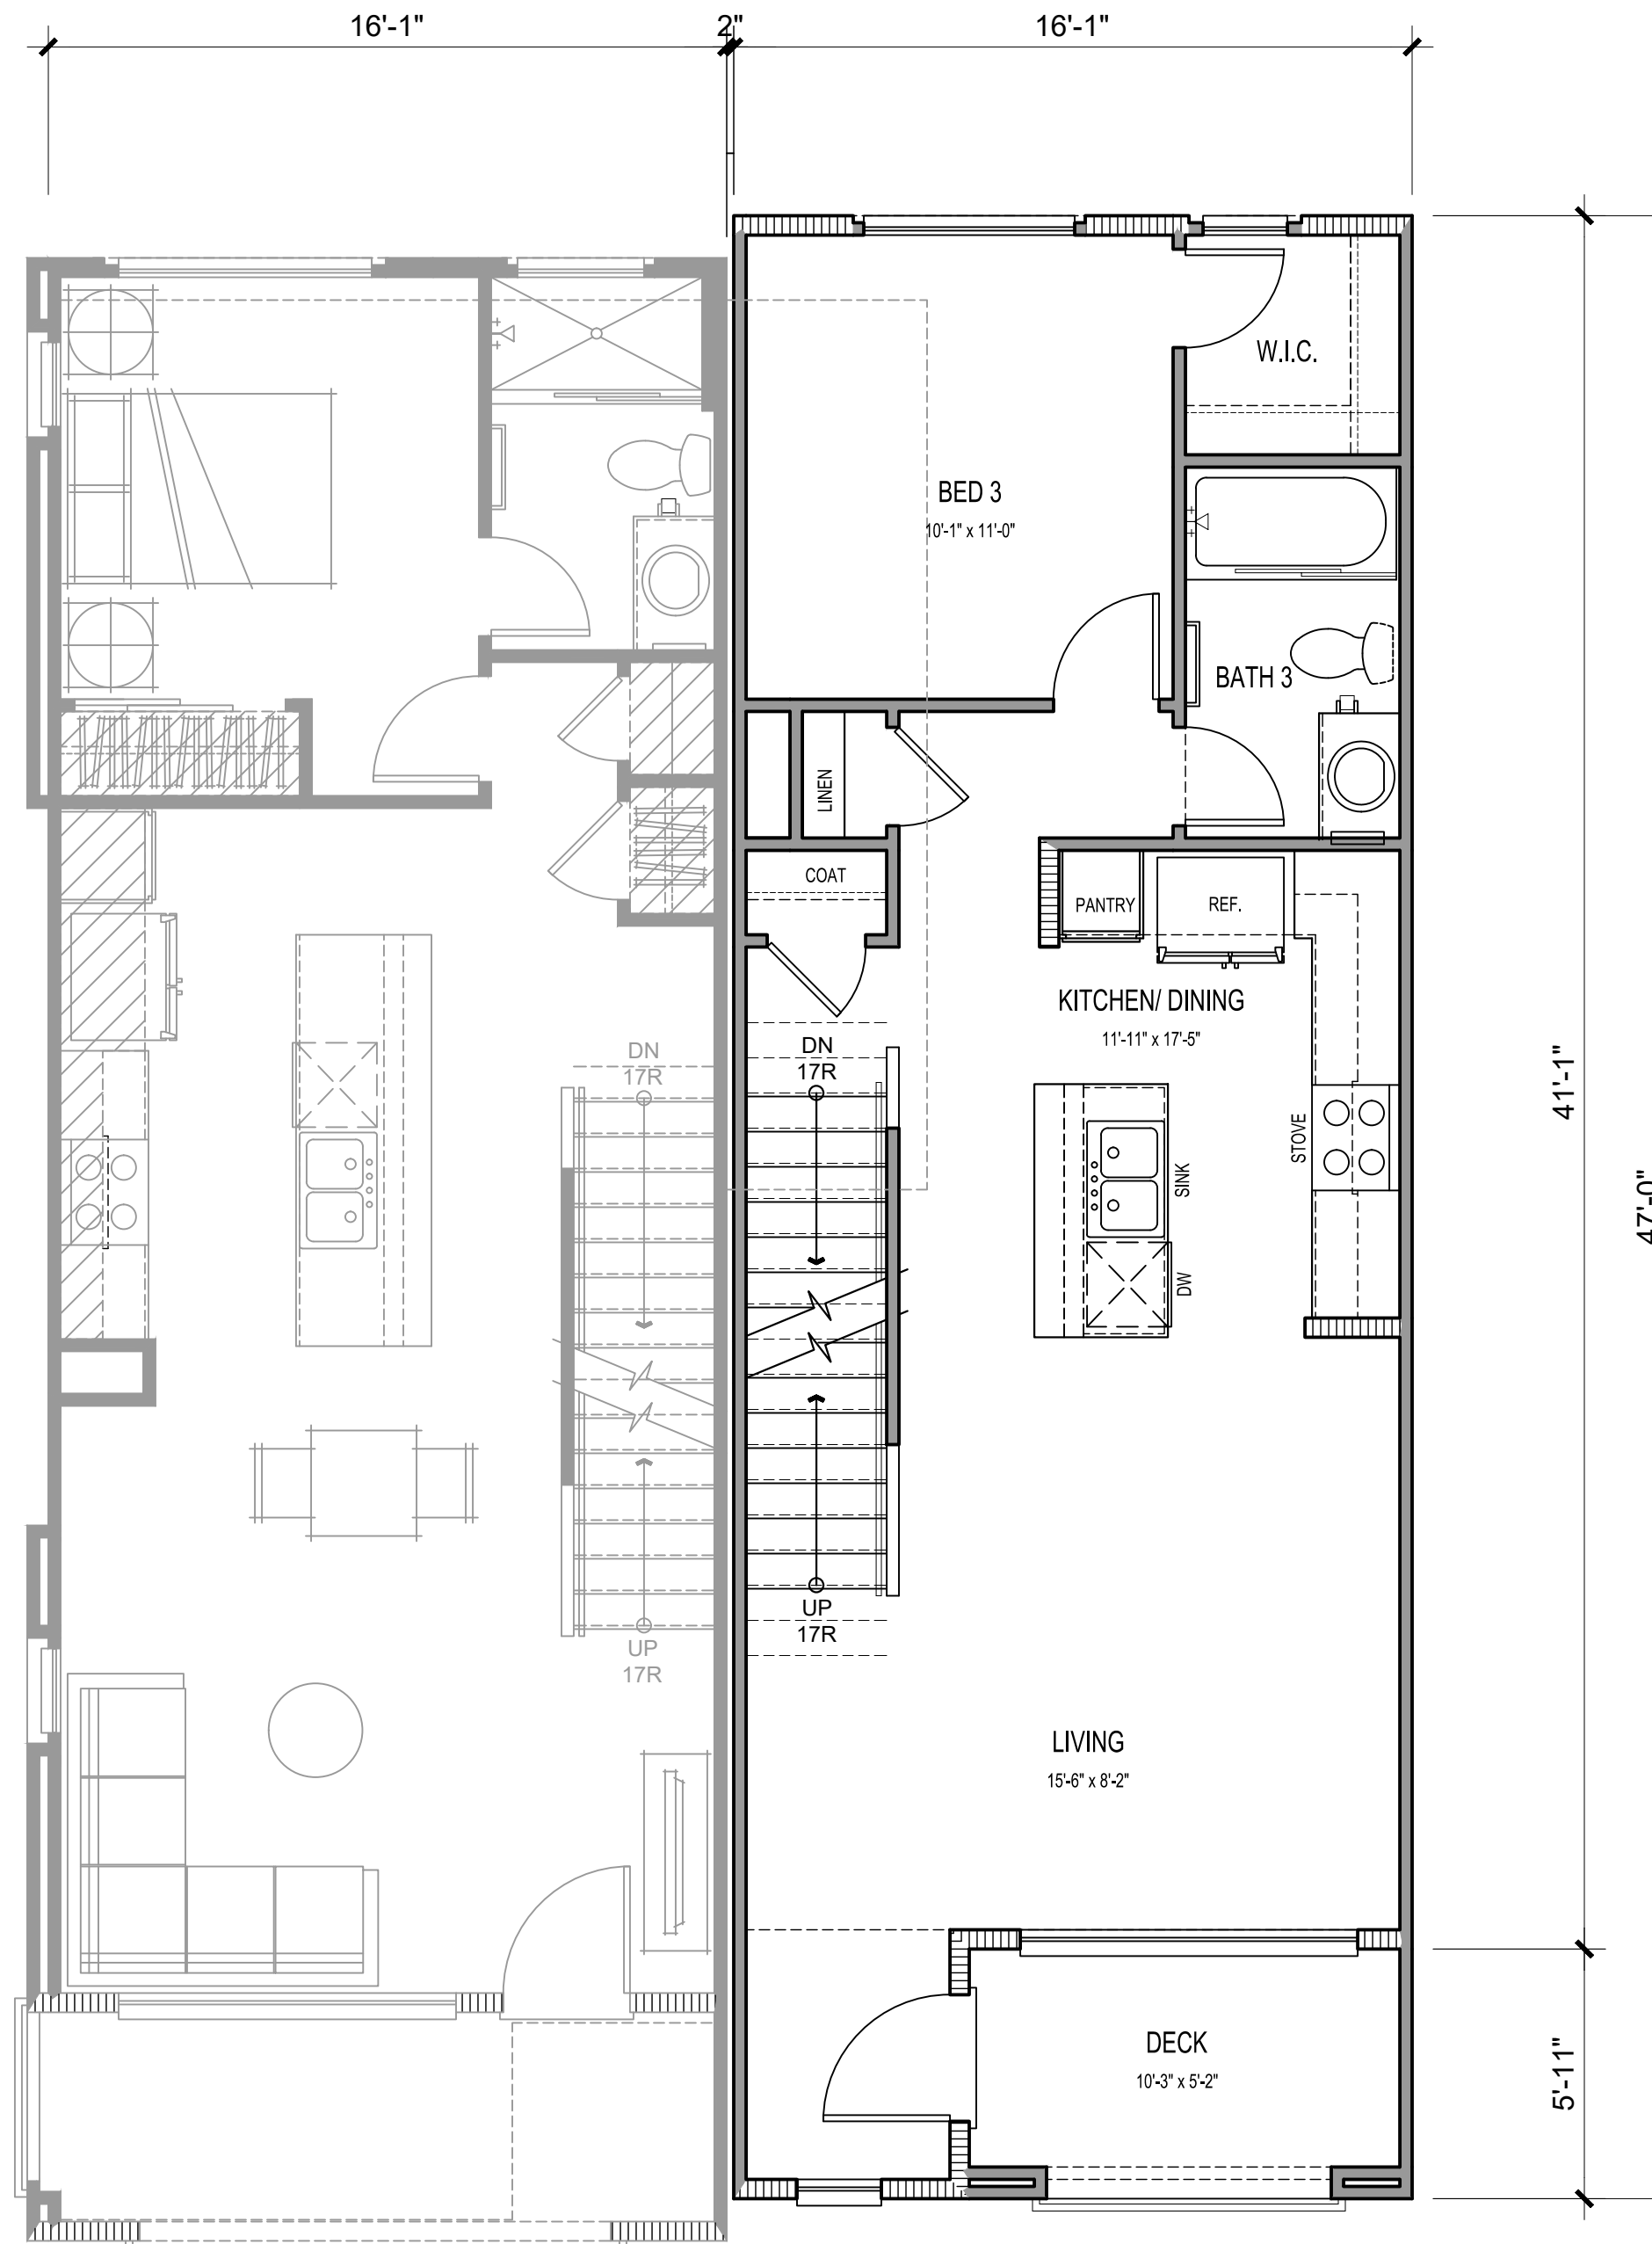 16'-1"
2"
16'-1"
W.I.C.
BED 3
10'-1" x 11'-0"
BATH 3
LINEN
COAT
PANTRY
REF.
KITCHEN/ DINING
11'-11" x 17'-5"
DN
17R
DN
17R
41'-1"
STOVE
SINK
47'-0"
DW
UP
17R
UP
17R
LIVING
15'-6" x 8'-2"
DECK
10'-3" x 5'-2"
5'-11"